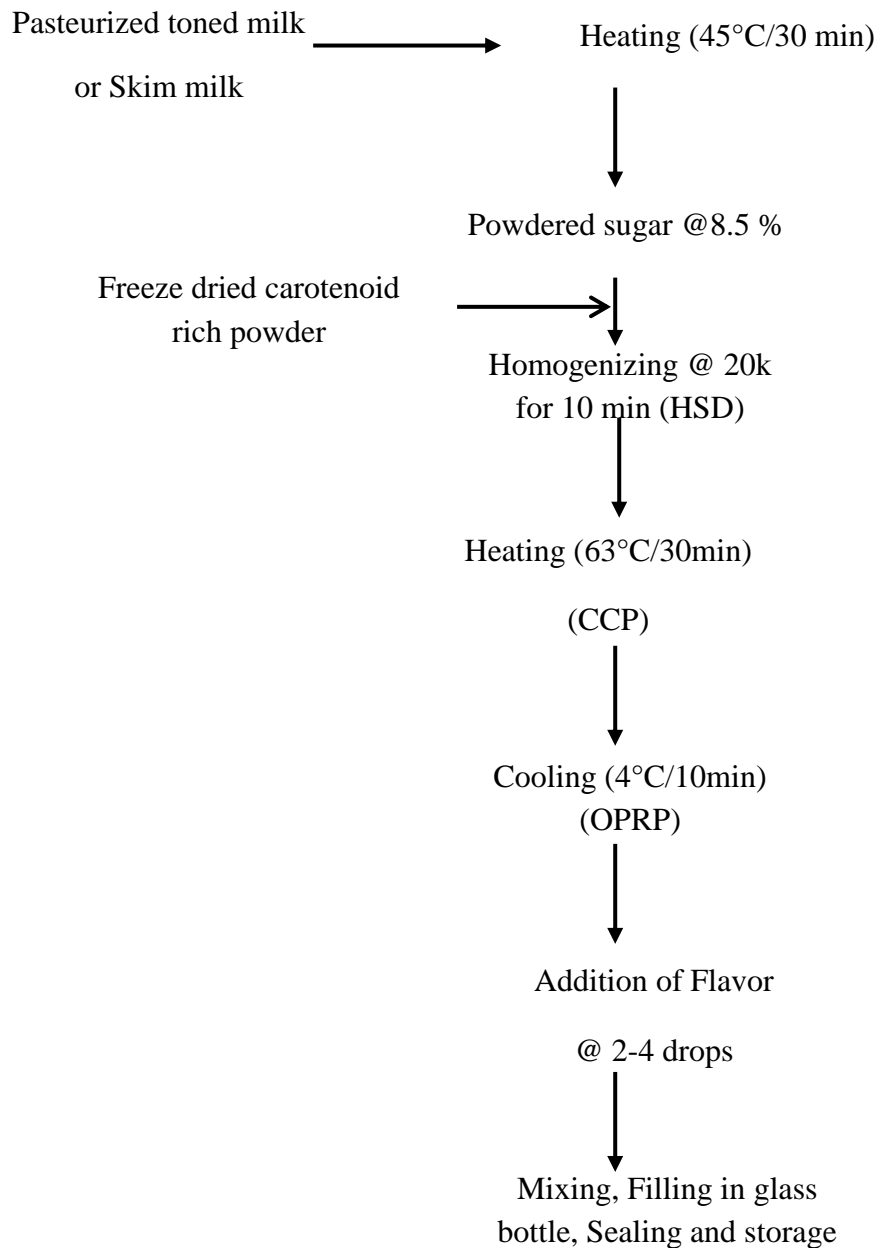 Pasteurized toned milk
or Skim milk
Heating (45°C/30 min)
Powdered sugar @8.5 %
Freeze dried carotenoid
rich powder
Homogenizing @ 20k
for 10 min (HSD)
Heating (63°C/30min)
(CCP)
Cooling (4°C/10min)
(OPRP)
Addition of Flavor
@ 2-4 drops
Mixing, Filling in glass
bottle, Sealing and storage